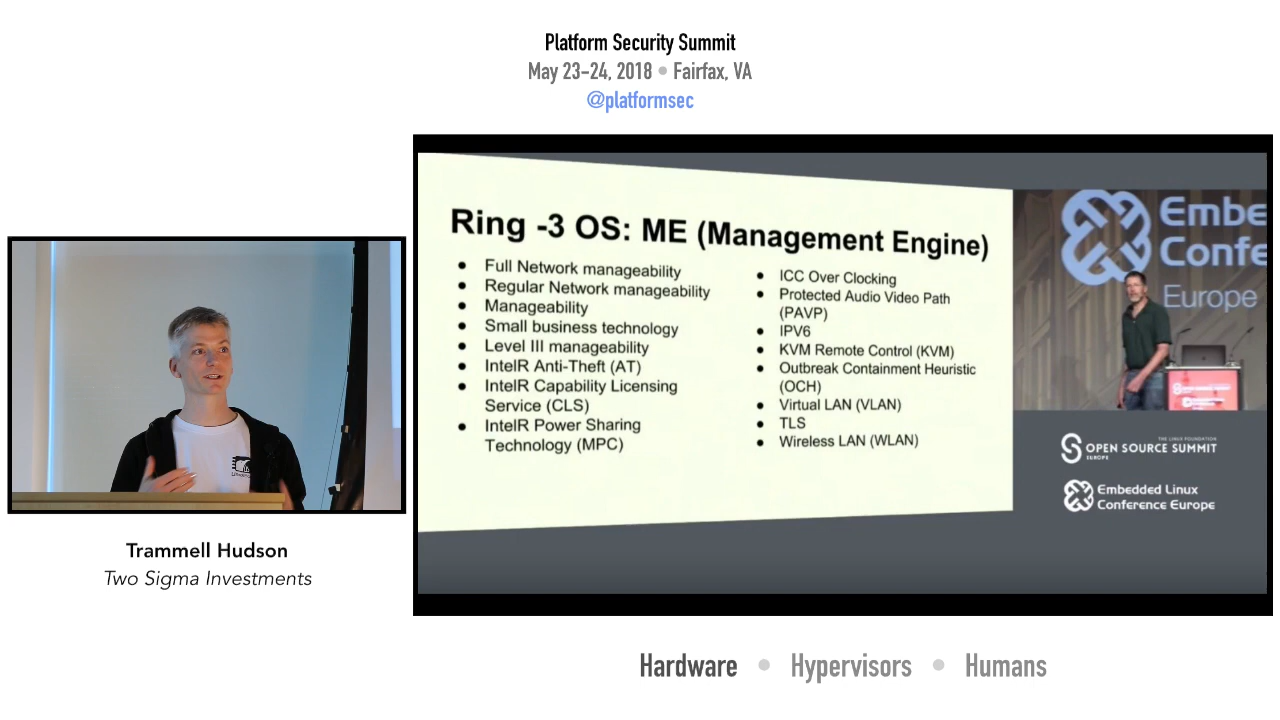 Platform Security Summit
May 23-24, 2018 • Fairfax, VA
@platformsec
Ring -3 OS: ME (Management Engine)
● Full Network manageability
● Regular Network manageability
● Manageability
● Small business technology
● Level III manageability
● IntelR Anti-Theft (AT)
● IntelR Capability Licensing
Service (CLS)
● IntelR Power Sharing
Technology (MPC)
● ICC Over Clocking
● Protected Audio Video Path
(PAVP)
● IPV6
● KVM Remote Control (KVM)
● Outbreak Containment Heuristic
(OCH)
● Virtual LAN (VLAN)
● TLS
● Wireless LAN (WLAN)
Embe
Confe
Europe
THE LINUX FOUNDATION
OPEN SOURCE SUMMIT
EUROPE
Embedded Linux
Conference Europe
Trammell Hudson
Two Sigma Investments
Hardware • Hypervisors • Humans